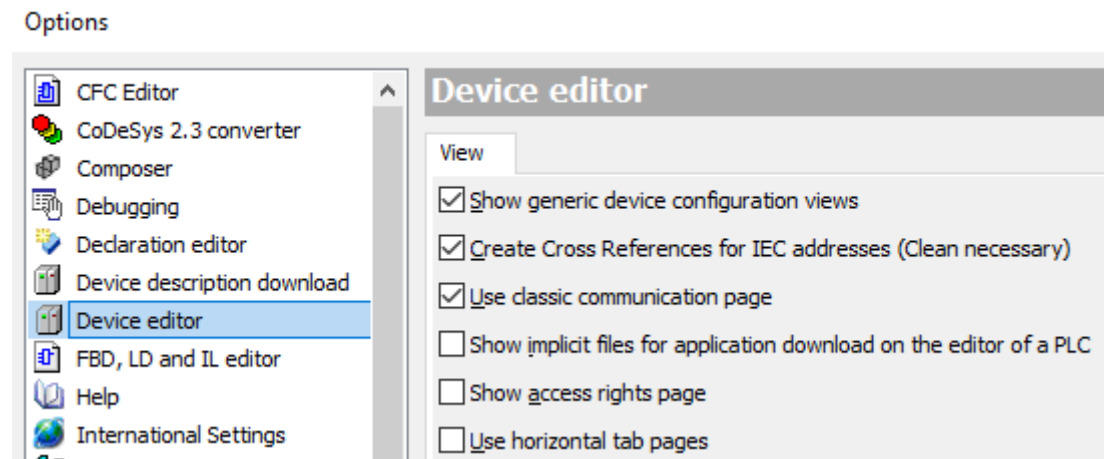 Options
CFC Editor
CoDeSys 2.3 converter
Composer
Debugging
Declaration editor
Device description download
Device editor
FBD, LD and IL editor
Help
International Settings
Device editor
View
Show generic device configuration views
Create Cross References for IEC addresses (Clean necessary)
Use classic communication page
Show implicit files for application download on the editor of a PLC
Show access rights page
Use horizontal tab pages